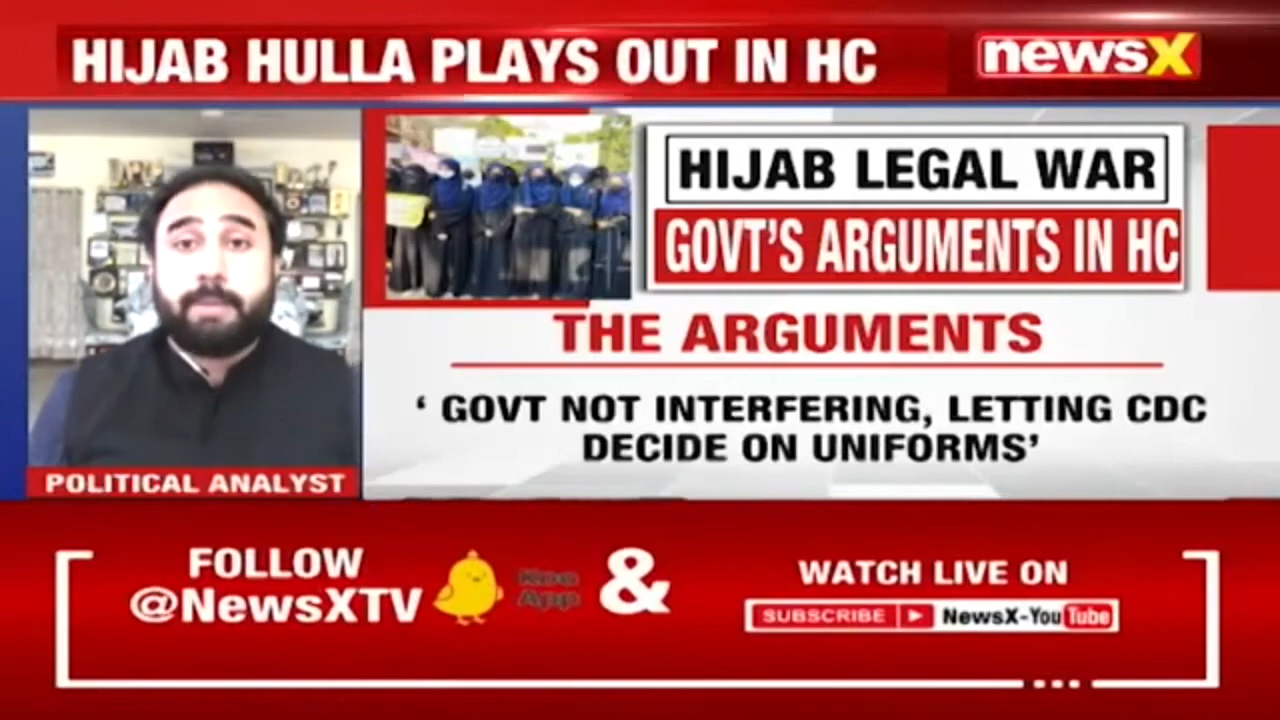 HIJAB HULLA PLAYS OUT IN HC
newsX
HIJAB LEGAL WAR
GOVT'S ARGUMENTS IN HC
THE ARGUMENTS
‘ GOVT NOT INTERFERING, LETTING CDC
DECIDE ON UNIFORMS’
POLITICAL ANALYST
FOLLOW
@NewsXTV
Koo
App
&
WATCH LIVE ON
SUBSCRIBE NewsX-YouTube